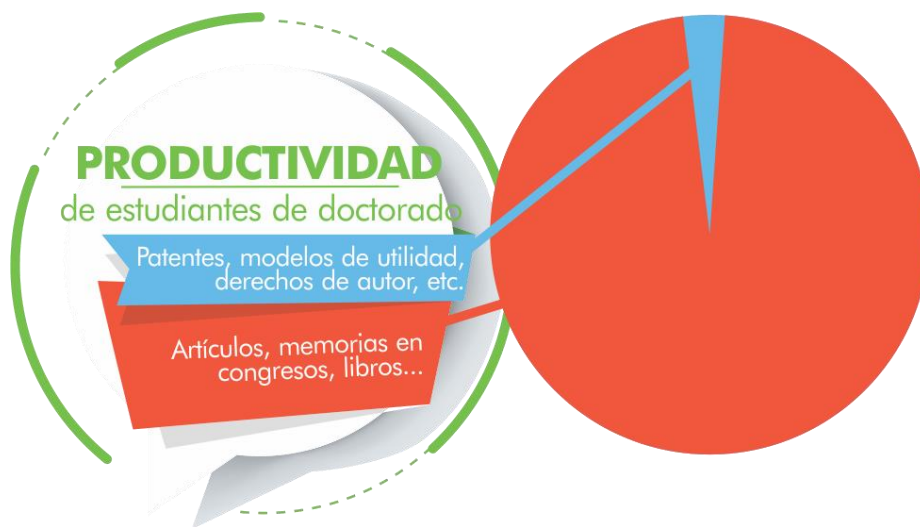 PRODUCTIVIDAD
de estudiantes de doctorado
Patentes, modelos de utilidad,
derechos de autor, etc.
Artículos, memorias en
congresos, libros...